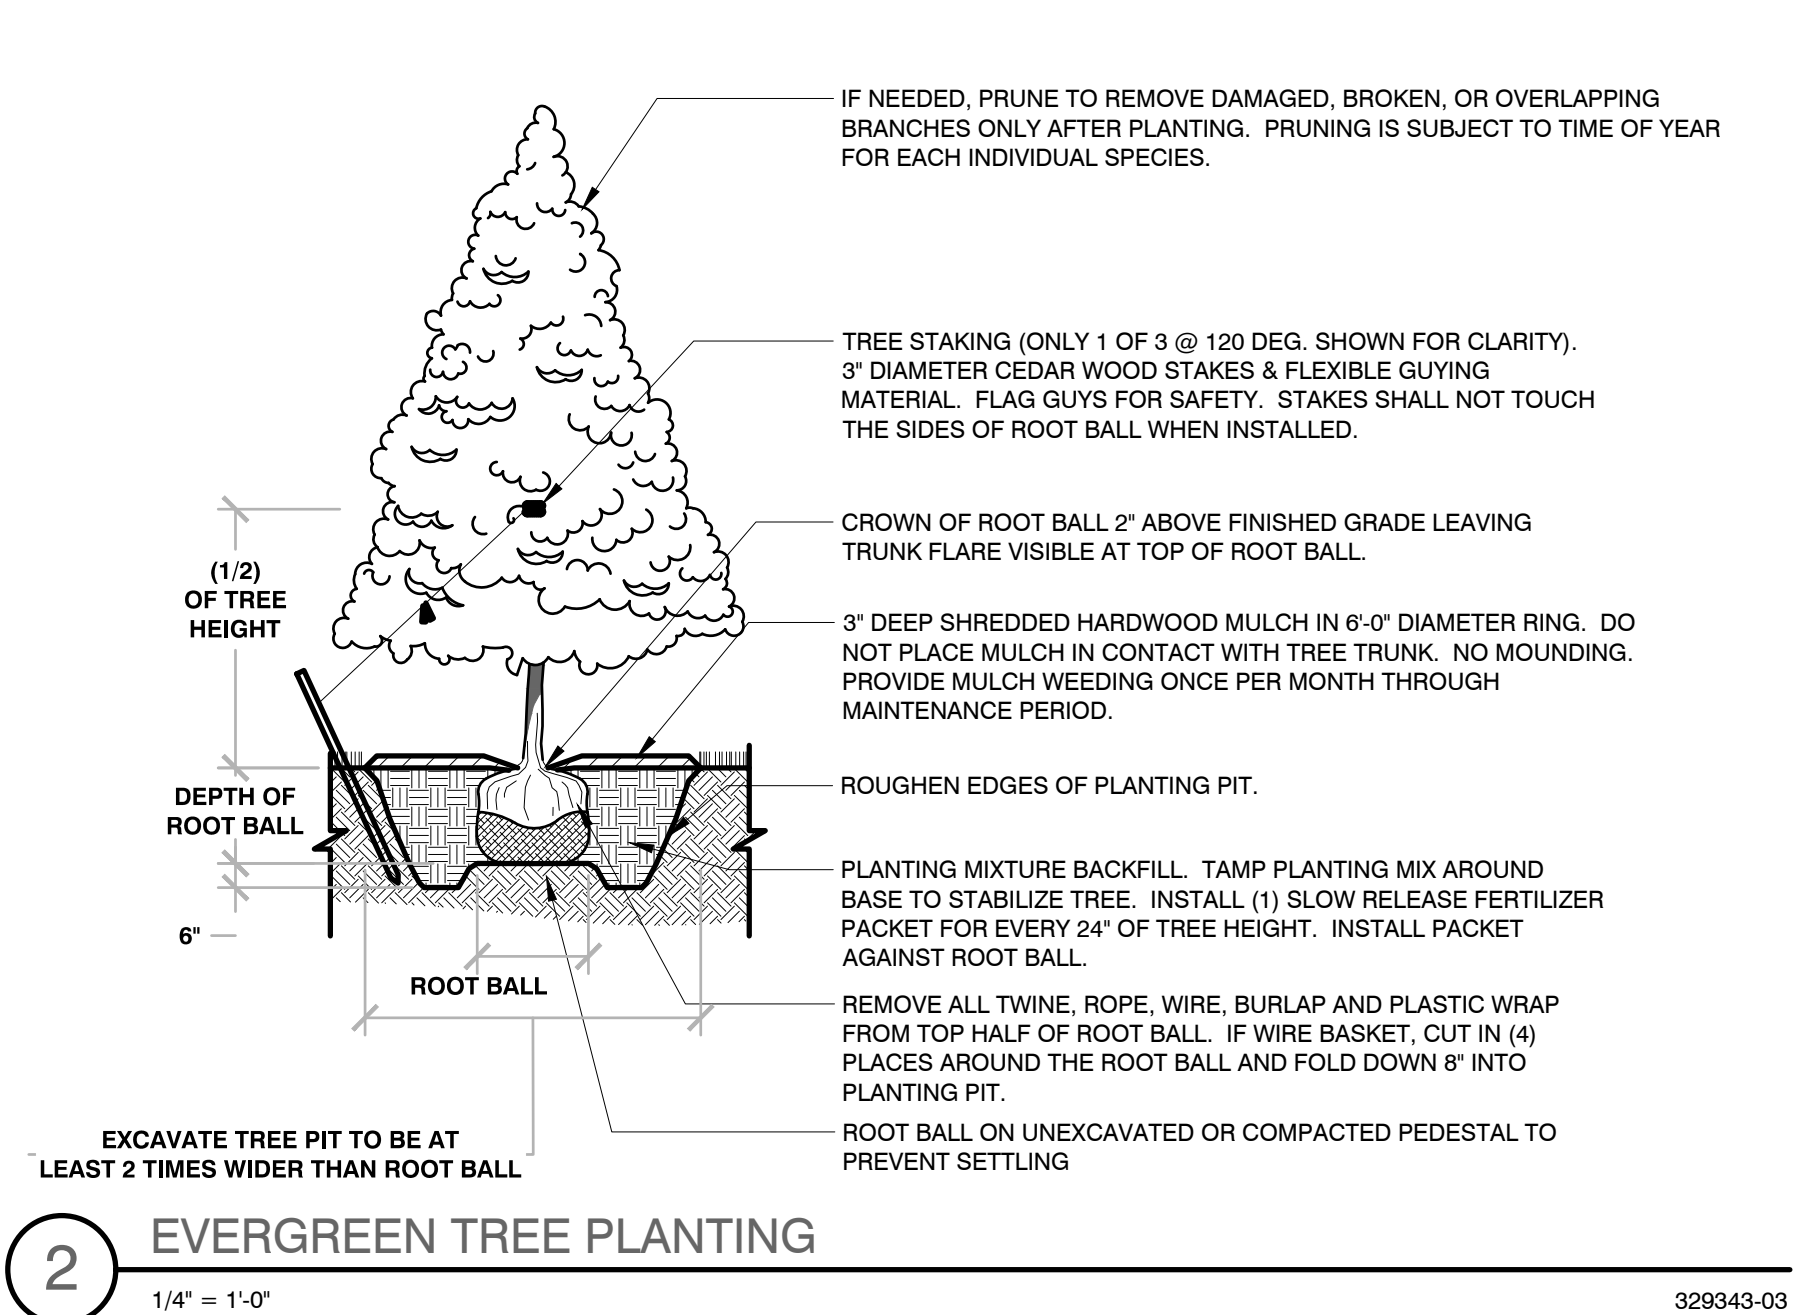 IF NEEDED, PRUNE TO REMOVE DAMAGED, BROKEN, OR OVERLAPPING
BRANCHES ONLY AFTER PLANTING.  PRUNING IS SUBJECT TO TIME OF YEAR
FOR EACH INDIVIDUAL SPECIES.
TREE STAKING (ONLY 1 OF 3 @ 120 DEG. SHOWN FOR CLARITY).
3" DIAMETER CEDAR WOOD STAKES & FLEXIBLE GUYING
MATERIAL.  FLAG GUYS FOR SAFETY.  STAKES SHALL NOT TOUCH
THE SIDES OF ROOT BALL WHEN INSTALLED.
CROWN OF ROOT BALL 2" ABOVE FINISHED GRADE LEAVING
TRUNK FLARE VISIBLE AT TOP OF ROOT BALL.
(1/2)
OF TREE
HEIGHT
3" DEEP SHREDDED HARDWOOD MULCH IN 6'-0" DIAMETER RING.  DO
NOT PLACE MULCH IN CONTACT WITH TREE TRUNK.  NO MOUNDING.
PROVIDE MULCH WEEDING ONCE PER MONTH THROUGH
MAINTENANCE PERIOD.
ROUGHEN EDGES OF PLANTING PIT.
DEPTH OF
ROOT BALL
PLANTING MIXTURE BACKFILL.  TAMP PLANTING MIX AROUND
BASE TO STABILIZE TREE.  INSTALL (1) SLOW RELEASE FERTILIZER
PACKET FOR EVERY 24" OF TREE HEIGHT.  INSTALL PACKET
AGAINST ROOT BALL.
6"
ROOT BALL
REMOVE ALL TWINE, ROPE, WIRE, BURLAP AND PLASTIC WRAP
FROM TOP HALF OF ROOT BALL.  IF WIRE BASKET, CUT IN (4)
PLACES AROUND THE ROOT BALL AND FOLD DOWN 8" INTO
PLANTING PIT.
ROOT BALL ON UNEXCAVATED OR COMPACTED PEDESTAL TO
PREVENT SETTLING
EXCAVATE TREE PIT TO BE AT
LEAST 2 TIMES WIDER THAN ROOT BALL
2
EVERGREEN TREE PLANTING
1/4" = 1'-0"
329343-03